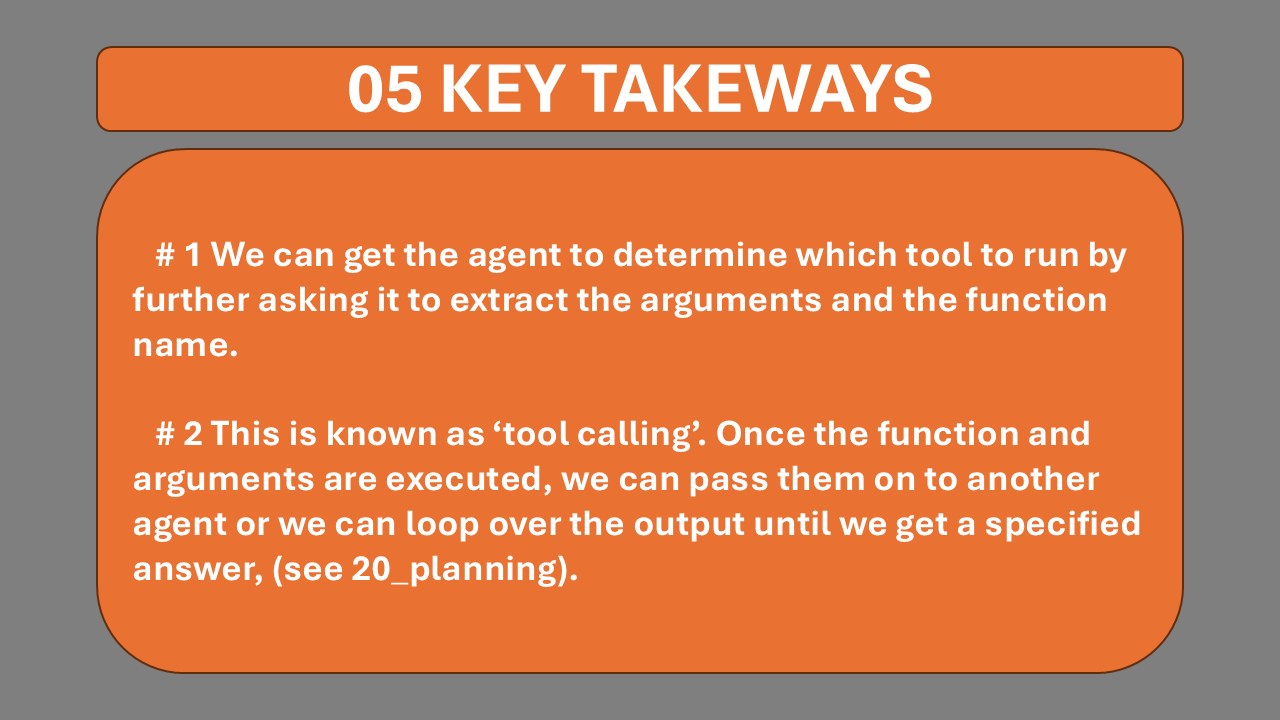 05 KEY TAKEWAYS
# 1 We can get the agent to determine which tool to run by
further asking it to extract the arguments and the function
name.
# 2 This is known as ‘tool calling’. Once the function and
arguments are executed, we can pass them on to another
agent or we can loop over the output until we get a specified
answer, (see 20_planning).